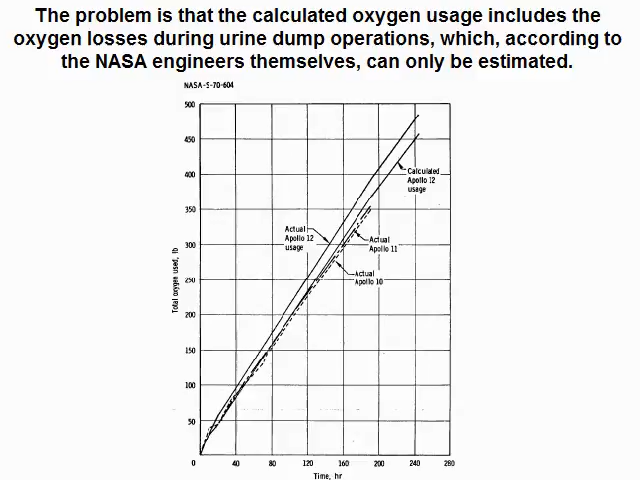 The problem is that the calculated oxygen usage includes the
oxygen losses during urine dump operations, which, according to
the NASA engineers themselves, can only be estimated.
NASA-S-70-604
500
450
400
350
300
250
200
150
100
50
0
40
80
120
160
200
240
280
Total oxygen used, lb
Time, hr
Calculated
Apollo 12
usage
Actual
Apollo 12
usage
Actual
Apollo 11
Actual
Apollo 10